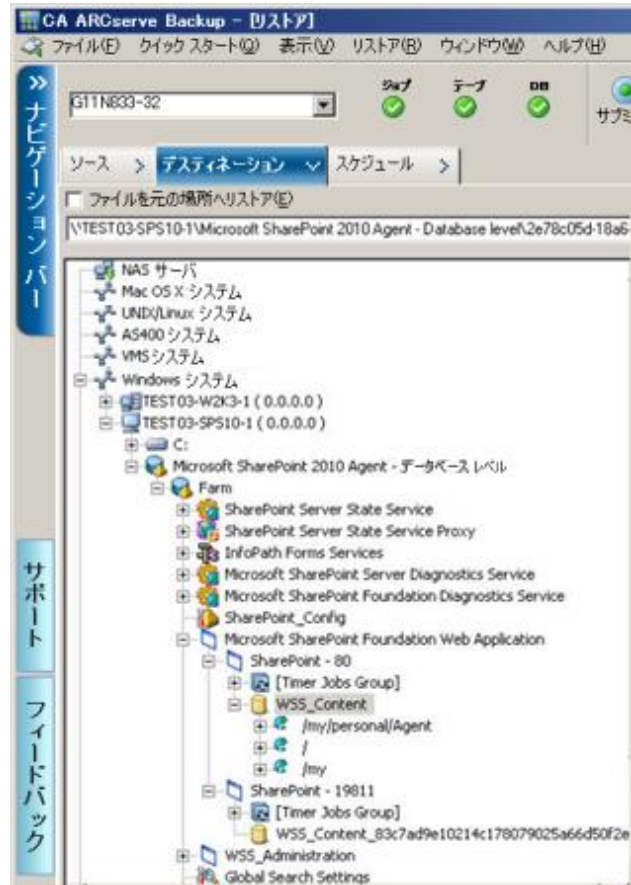 CA ARCserve Backup - [リストア]
ファイル(F) クイック スタート(Q) 表示(V) リストア(R) ウィンドウ(W) ヘルプ(H)
»
ナビゲーション バー
G11N833-32
ジョブ
テープ
DB
サブミ
ソース > デスティネーション スケジュール >
ファイルを元の場所へリストア(E)
\\TEST03-SPS10-1\Microsoft SharePoint 2010 Agent - Database level\2e78c05d-18a6-
NAS サーバ
Mac OS X システム
UNIX/Linux システム
AS400 システム
VMS システム
Windows システム
TEST03-W2K3-1 ( 0.0.0.0 )
TEST03-SPS10-1 ( 0.0.0.0 )
C:
Microsoft SharePoint 2010 Agent - データベース レベル
Farm
SharePoint Server State Service
SharePoint Server State Service Proxy
InfoPath Forms Services
Microsoft SharePoint Server Diagnostics Service
Microsoft SharePoint Foundation Diagnostics Service
SharePoint_Config
Microsoft SharePoint Foundation Web Application
SharePoint - 80
[Timer Jobs Group]
WSS_Content
/my/personal/Agent
/
/my
SharePoint - 19811
[Timer Jobs Group]
WSS_Content_83c7ad9e10214c178079025a66d50f2e
WSS_Administration
Global Search Settings
サポート
フィードバック